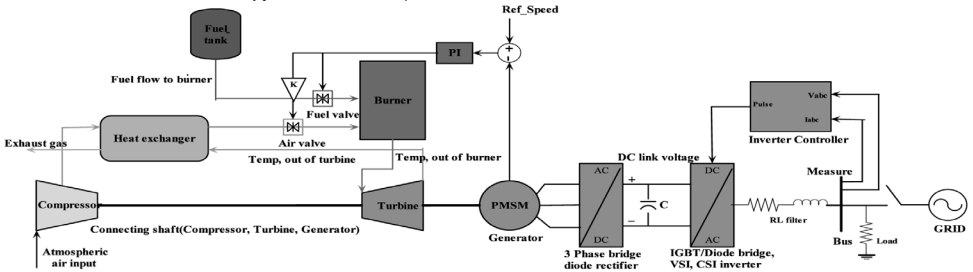 Ref_Speed
Fuel
tank
PI
+
-
Fuel flow to burner
K
Burner
Fuel valve
Pulse
Vabc
Iabc
Inverter Controller
Heat exchanger
Exhaust gas
Air valve
Temp, out of turbine
Temp, out of burner
DC link voltage
Measure
AC
DC
+
C
−
DC
AC
Compressor
Turbine
PMSM
Generator
RL filter
Bus
Load
GRID
Connecting shaft(Compressor, Turbine, Generator)
Atmospheric
air input
3 Phase bridge
diode rectifier
IGBT/Diode bridge,
VSI, CSI inverter